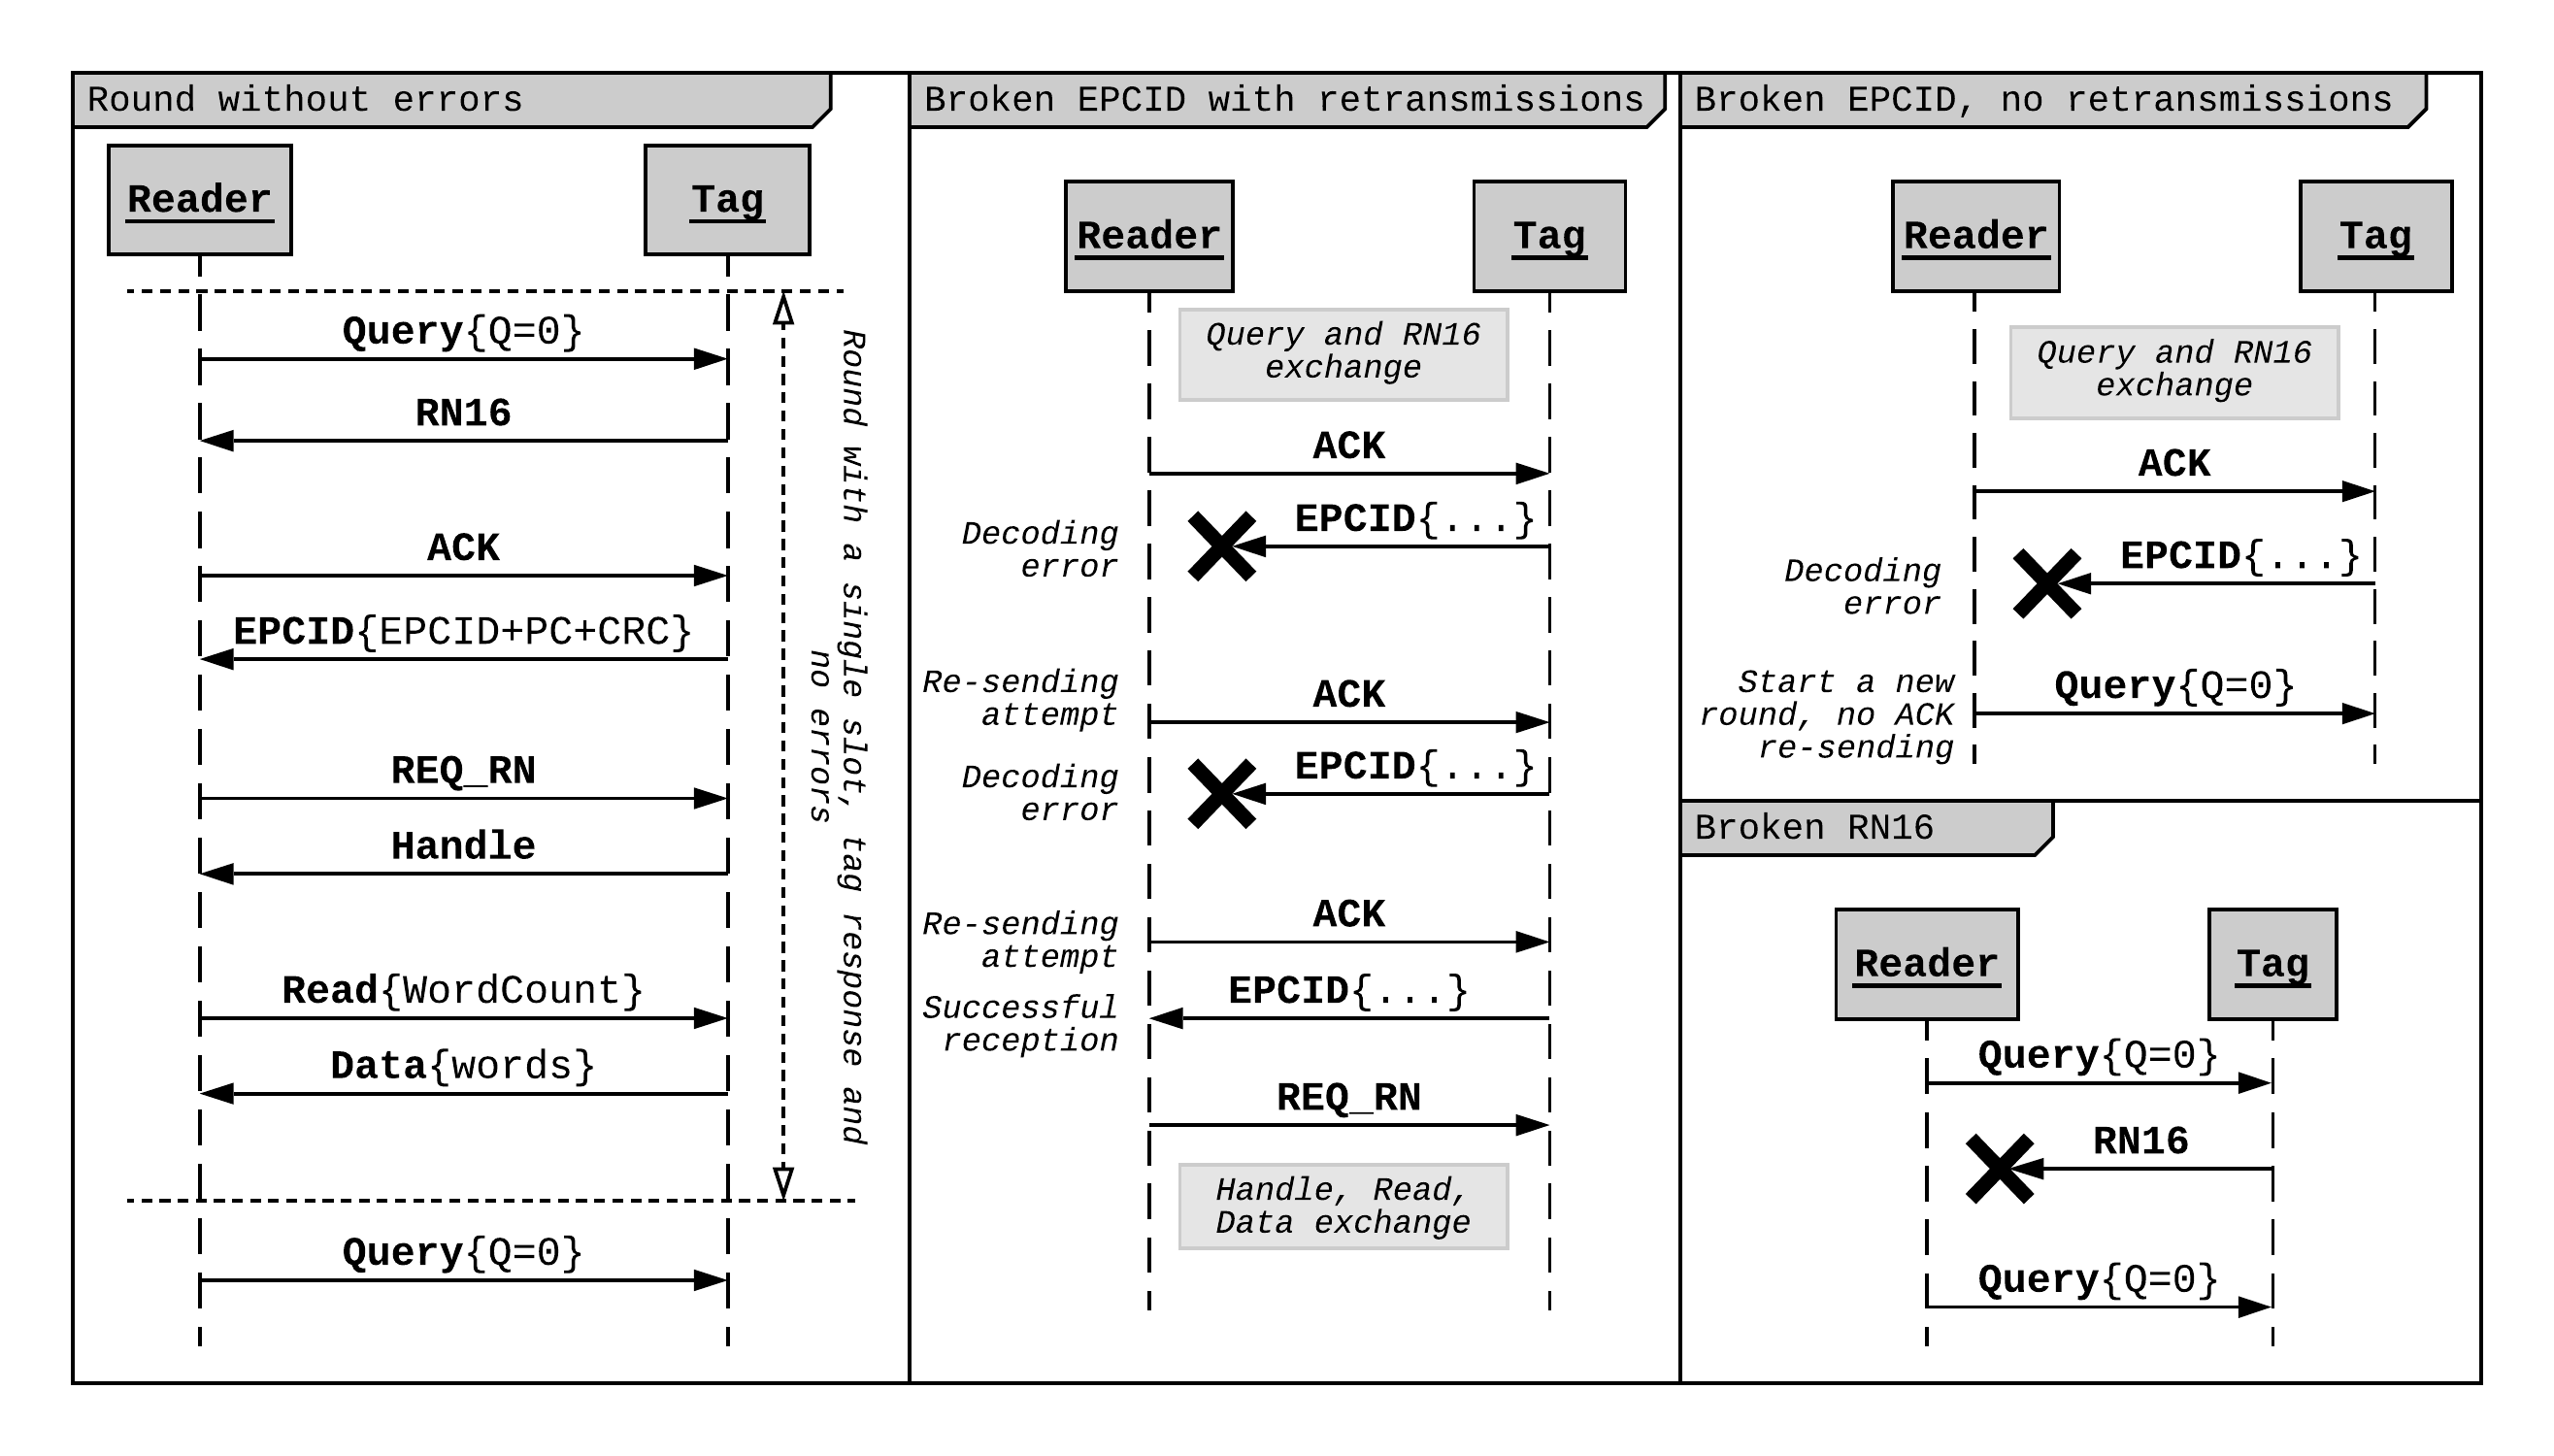 Round without errors
Reader
Tag
Query{Q=0}
RN16
ACK
EPCID{EPCID+PC+CRC}
REQ_RN
Handle
Read{WordCount}
Data{words}
Query{Q=0}
Round with a single slot, tag response and
no errors
Broken EPCID with retransmissions
Reader
Tag
Query and RN16
exchange
ACK
EPCID{...}
Decoding
error
Re-sending
attempt
ACK
EPCID{...}
Decoding
error
Re-sending
attempt
ACK
EPCID{...}
Successful
reception
REQ_RN
Handle, Read,
Data exchange
Broken EPCID, no retransmissions
Reader
Tag
Query and RN16
exchange
ACK
EPCID{...}
Decoding
error
Start a new
round, no ACK
re-sending
Query{Q=0}
Broken RN16
Reader
Tag
Query{Q=0}
RN16
Query{Q=0}